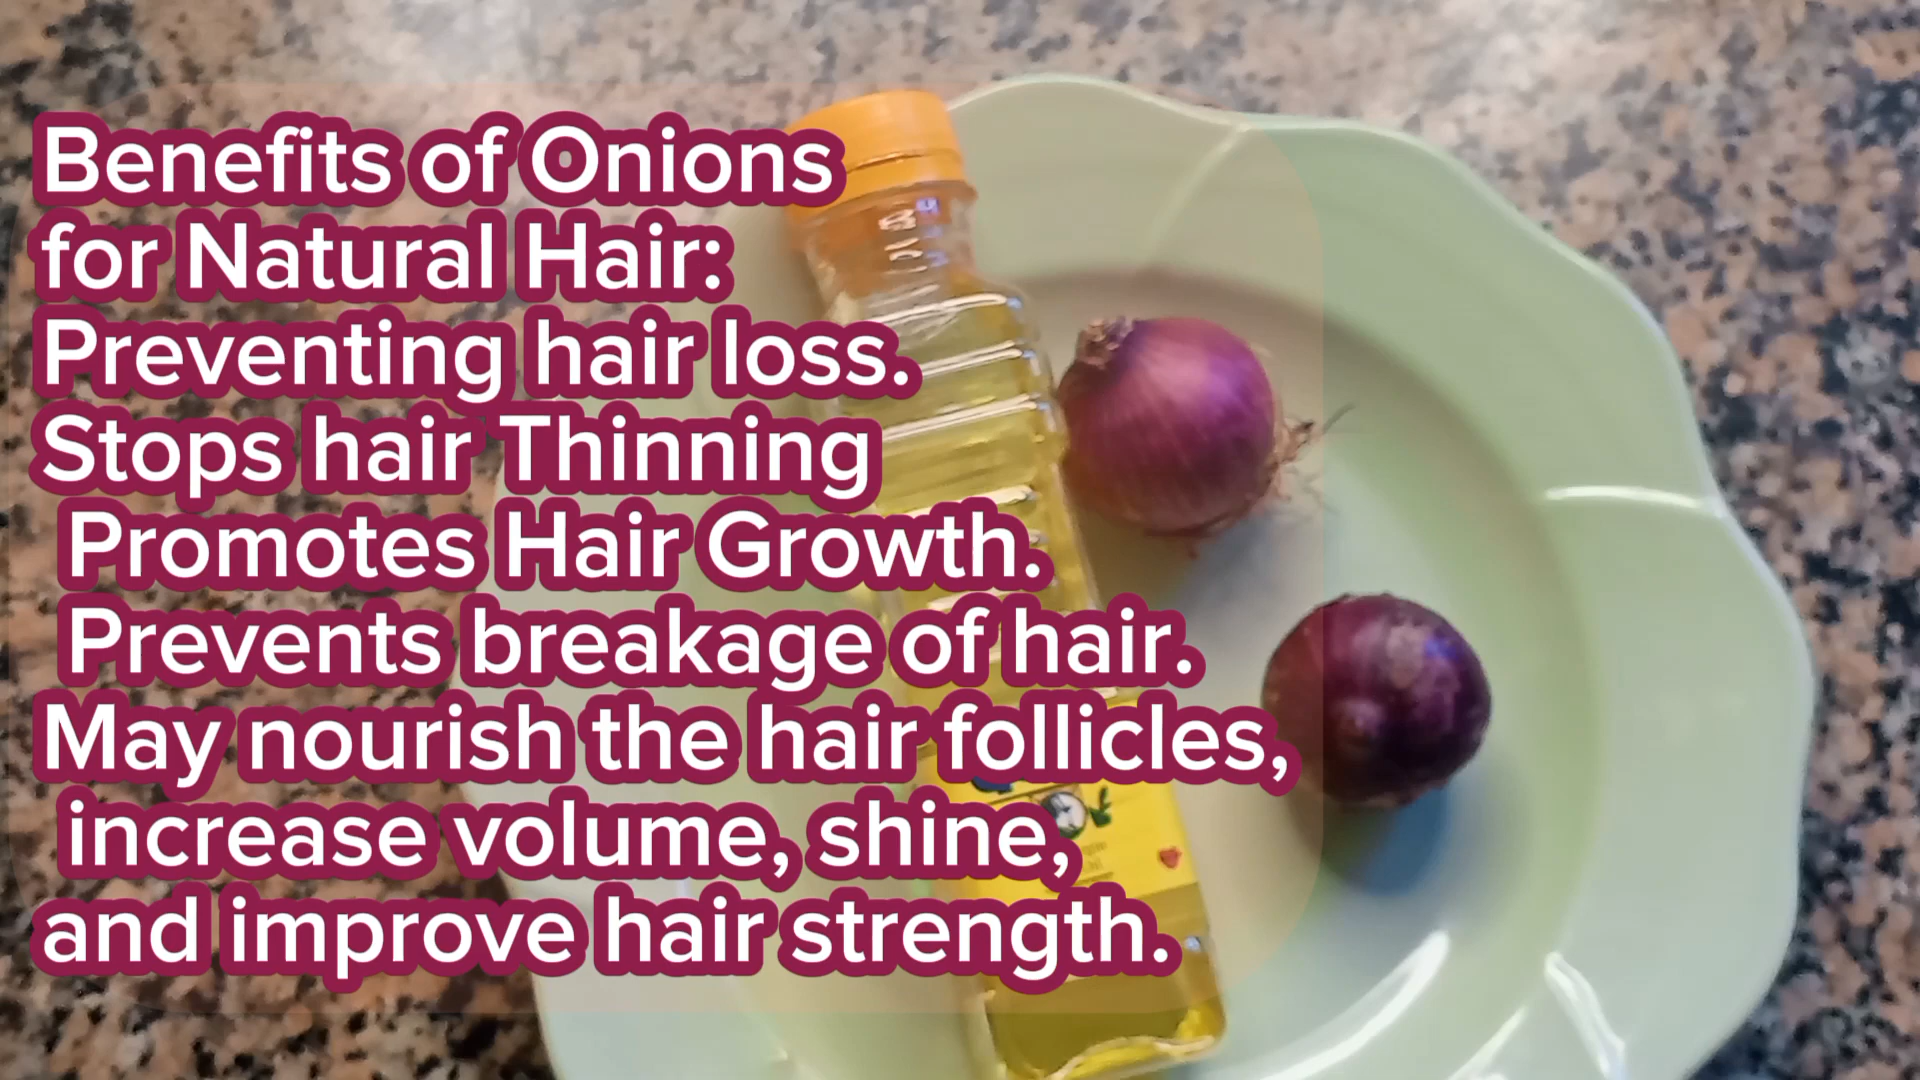 Benefits of Onions
for Natural Hair:
Preventing hair loss.
Stops hair Thinning
Promotes Hair Growth.
Prevents breakage of hair.
May nourish the hair follicles,
increase volume, shine,
and improve hair strength.